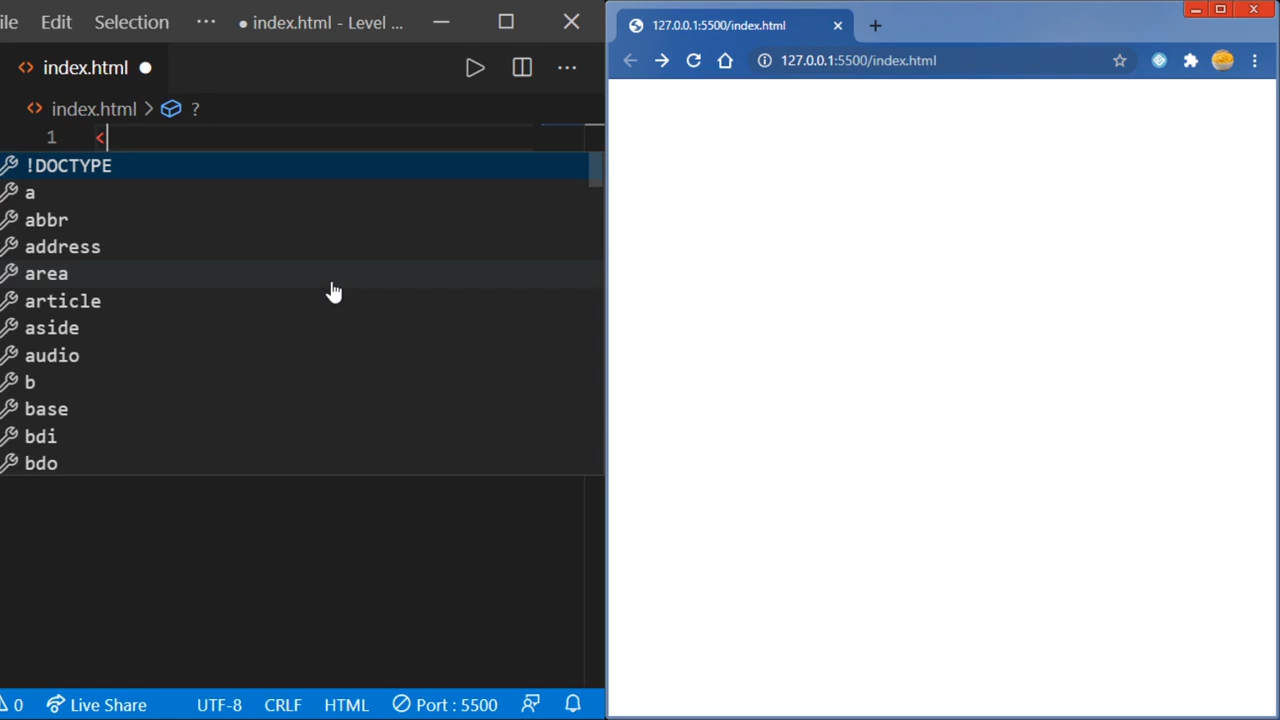 ile Edit Selection ··· ● index.html - Level ...
index.html
index.html > ?
1 <
!DOCTYPE
a
abbr
address
area
article
aside
audio
b
base
bdi
bdo
0 Live Share UTF-8 CRLF HTML Port : 5500
127.0.0.1:5500/index.html
127.0.0.1:5500/index.html